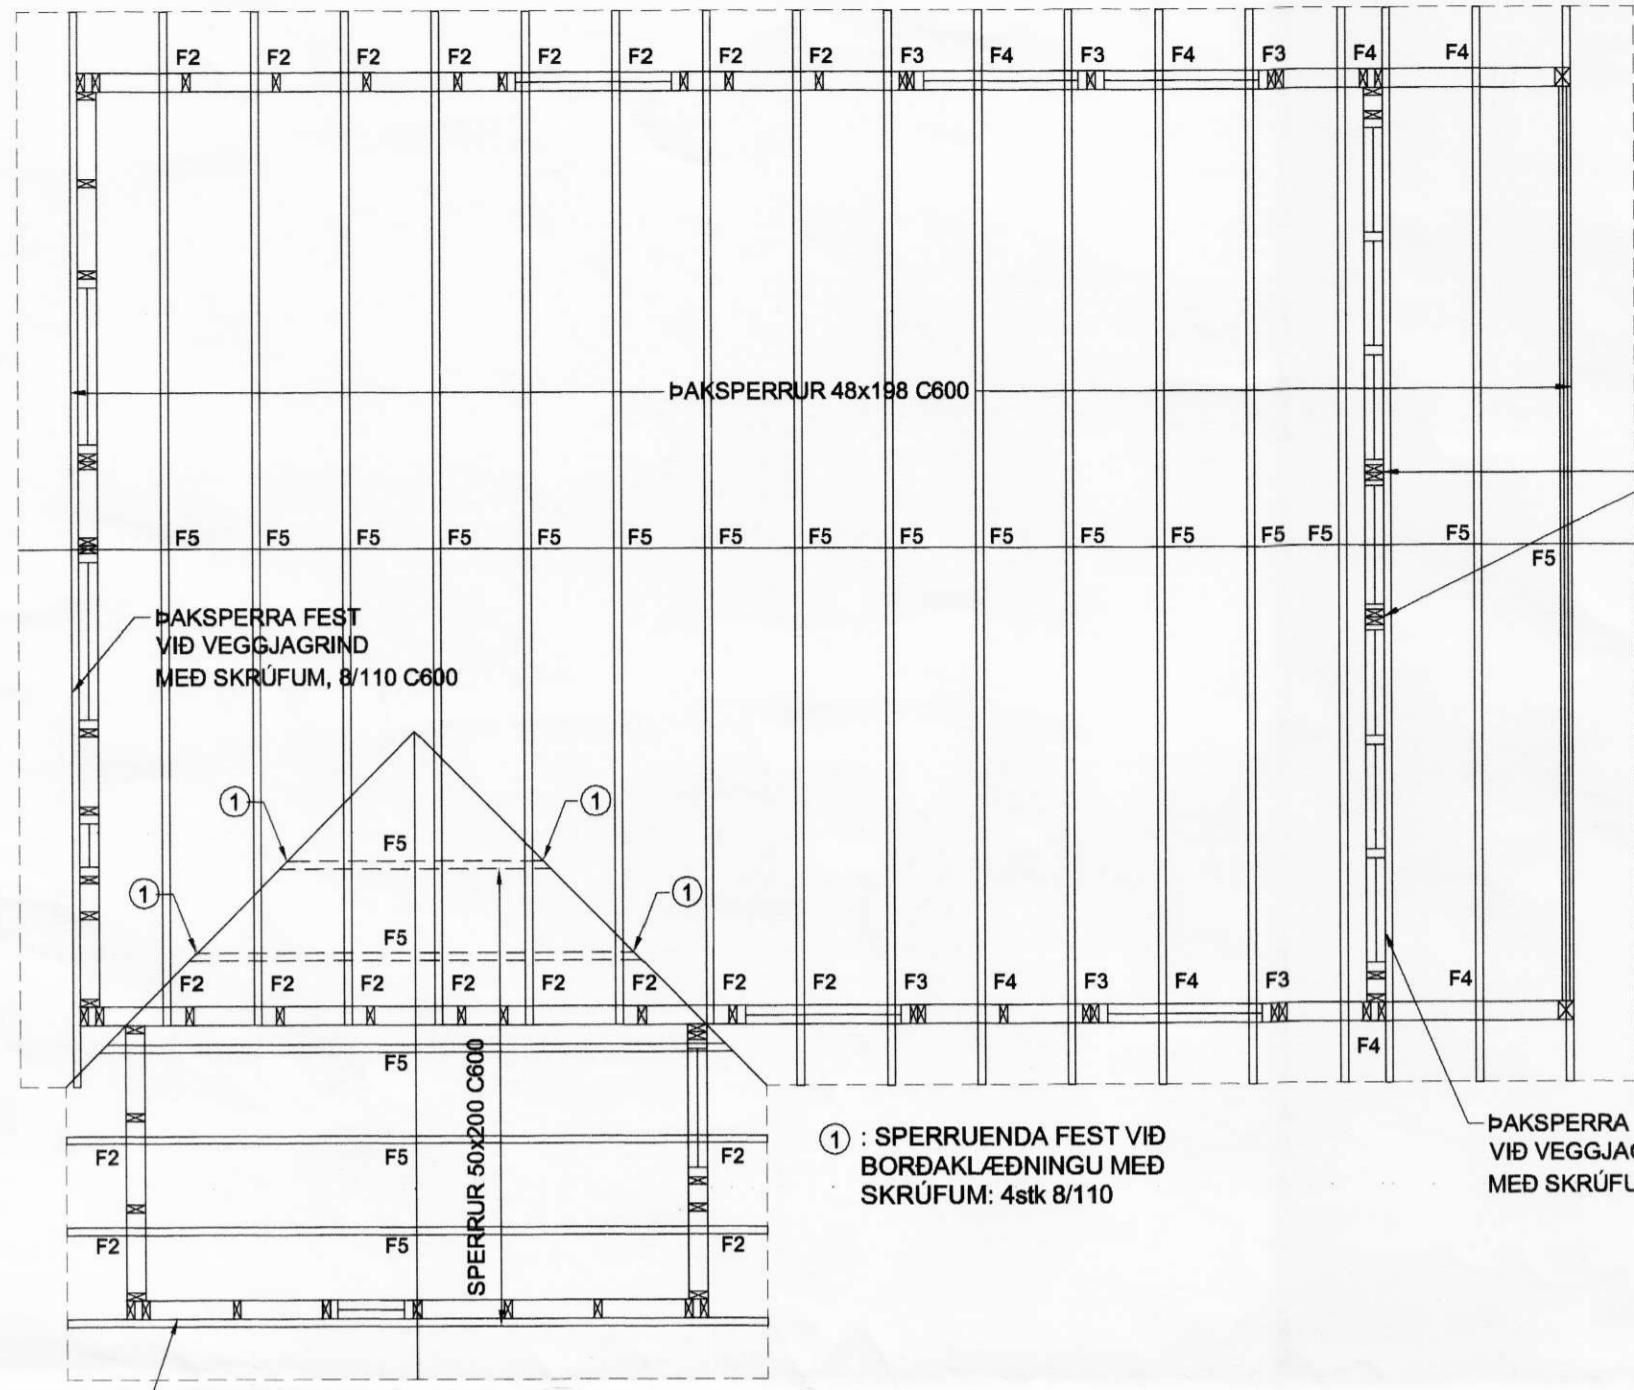 F2 F2 F2 F2 F2 F2 F2 F2 F3 F4 F3 F4 F3 F4 F4
ÞAKSPERRUR 48x198 C600
F5 F5 F5 F5 F5 F5 F5 F5 F5 F5 F5 F5 F5 F5 F5
F5
ÞAKSPERRA FEST
VIÐ VEGGJAGRIND
MEÐ SKRÚFUM, 8/110 C600
1 1
F5
1 1
F5
F2 F2 F2 F2 F2 F2 F2 F2 F3 F4 F3 F4 F3 F4
F4
F5
SPERRUR 50x200 C600
1 : SPERRUENDA FEST VIÐ
BORÐAKLÆÐNINGU MEÐ
SKRÚFUM: 4stk 8/110
ÞAKSPERRA
VIÐ VEGGJAG
MEÐ SKRÚFU
F2 F5 F2
F2 F5 F2